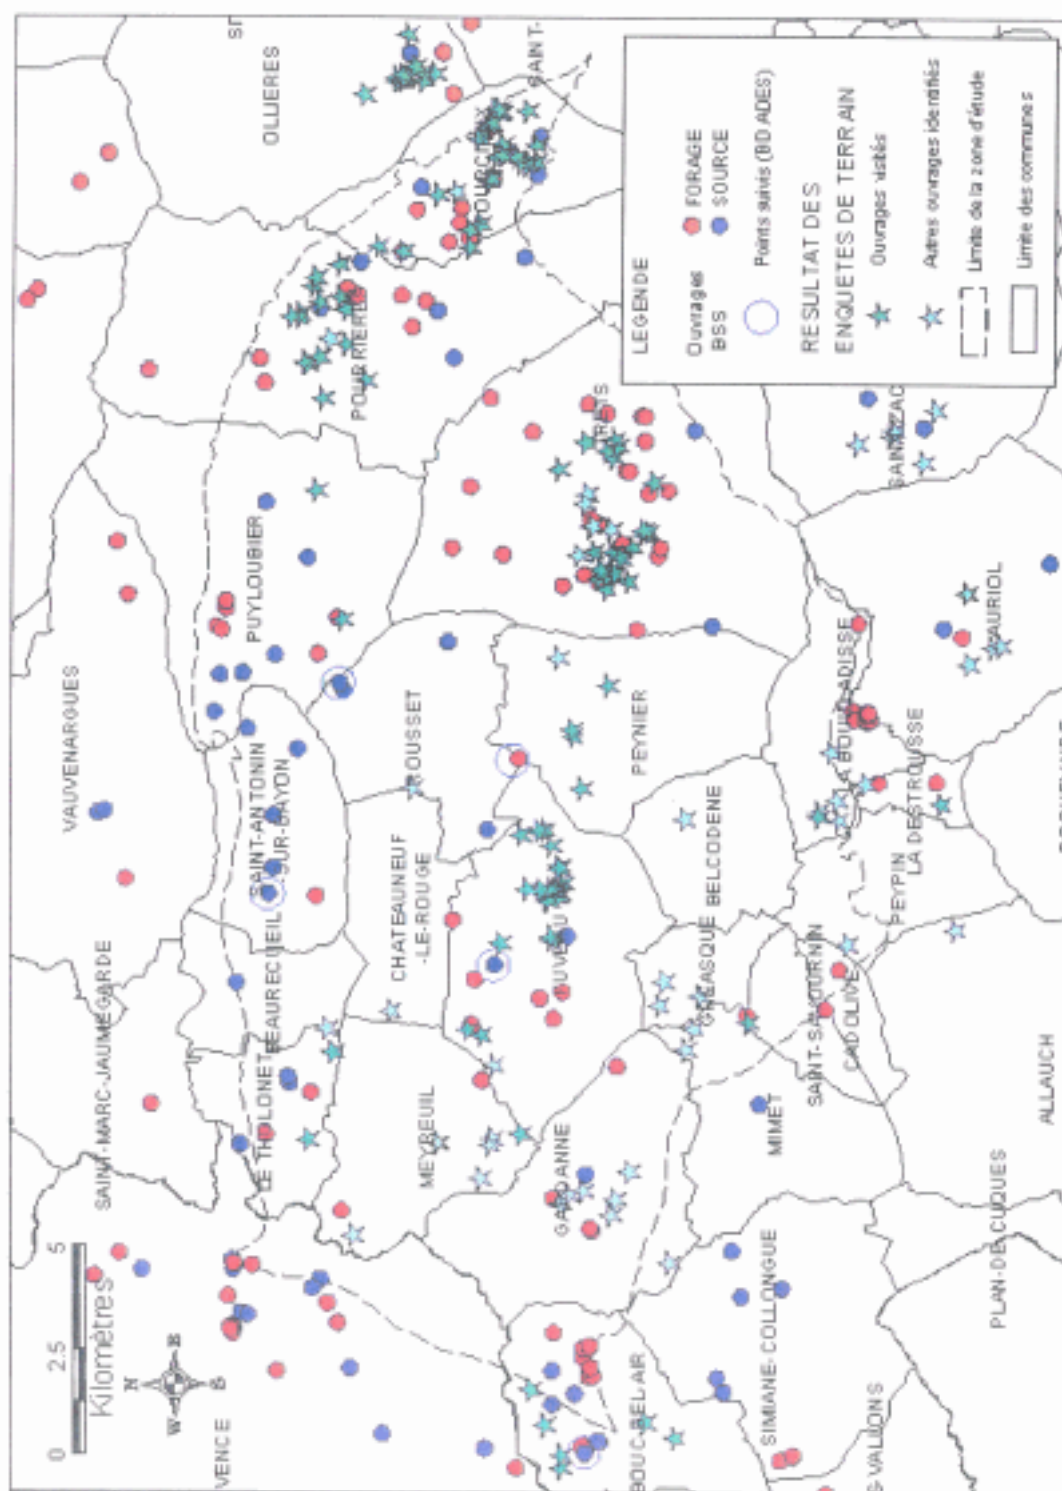 VAUVENARGUES
SAINT-MARC-JAUMEGARDE
OLLIERES
PUYLOUBIER
POURRIERES
SAINT-ANTONIN
-SUR-BAYON
BEAURECUEIL
LE THOLONET
ROUSSET
CHATEAUNEUF
-LE-ROUGE
MEYREUIL
TRETS
PEYNIER
FUVEAU
GARDANNE
BELCODENE
GREASQUE
MIMET
SAINT-SAVOURNIN
CADOLIVE
PEYPIN
LA DESTROUSSE
LA BOUILLADISSE
AURIOL
BOUC-BEL-AIR
SIMIANE-COLLONGUE
PLAN-DE-CUQUES
ALLAUCH
VENCE
VALLONS
SAINT-
0 2.5 5
Kilomètres
N
W E
S
LEGENDE
Ouvrages
BSS
FORAGE
SOURCE
Points suivis (BD ADES)
RESULTAT DES
ENQUETES DE TERRAIN
Ouvrages visités
Autres ouvrages identifiés
Limite de la zone d'étude
Limite des communes